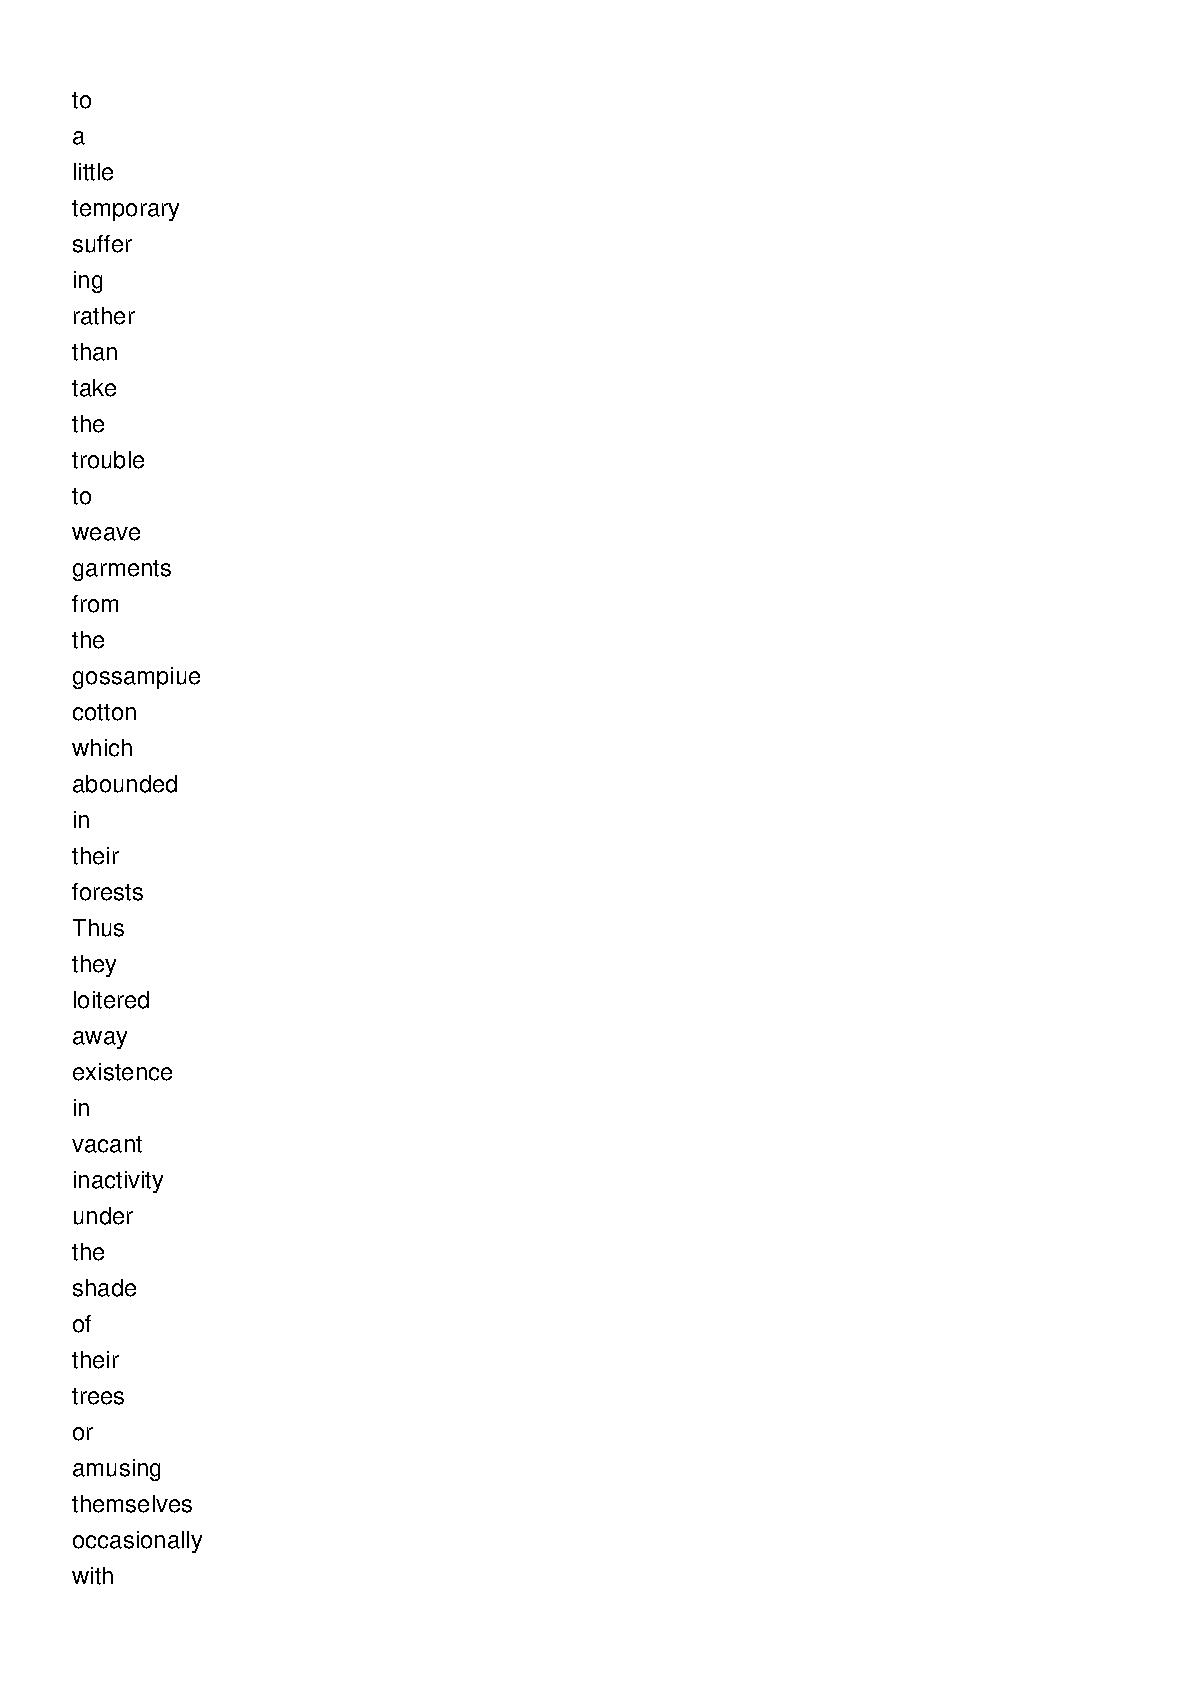 to
a
little
temporary
suffer
ing
rather
than
take
the
trouble
to
weave
garments
from
the
gossampiue
cotton
which
abounded
in
their
forests
Thus
they
loitered
away
existence
in
vacant
inactivity
under
the
shade
of
their
trees
or
amusing
themselves
occasionally
with